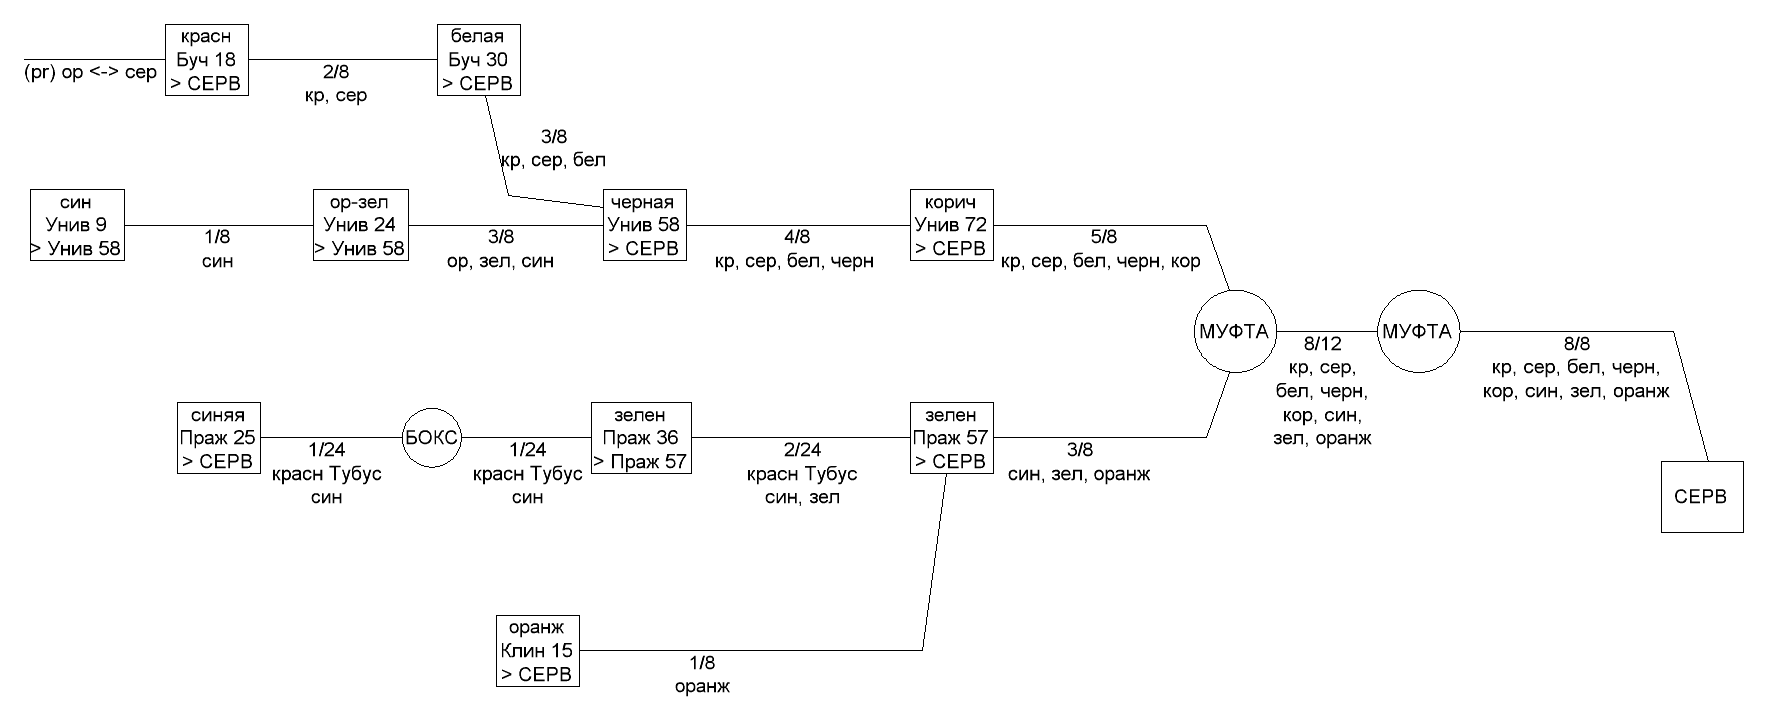 красн
Буч 18
> СЕРВ
(pr) ор <-> сер
2/8
кр, сер
белая
Буч 30
> СЕРВ
3/8
кр, сер, бел
син
Унив 9
> Унив 58
1/8
син
ор-зел
Унив 24
> Унив 58
3/8
ор, зел, син
черная
Унив 58
> СЕРВ
4/8
кр, сер, бел, черн
корич
Унив 72
> СЕРВ
5/8
кр, сер, бел, черн, кор
МУФТА
8/12
кр, сер,
бел, черн,
кор, син,
зел, оранж
МУФТА
8/8
кр, сер, бел, черн,
кор, син, зел, оранж
СЕРВ
синяя
Праж 25
> СЕРВ
1/24
красн Тубус
син
БОКС
1/24
красн Тубус
син
зелен
Праж 36
> Праж 57
2/24
красн Тубус
син, зел
зелен
Праж 57
> СЕРВ
3/8
син, зел, оранж
оранж
Клин 15
> СЕРВ
1/8
оранж